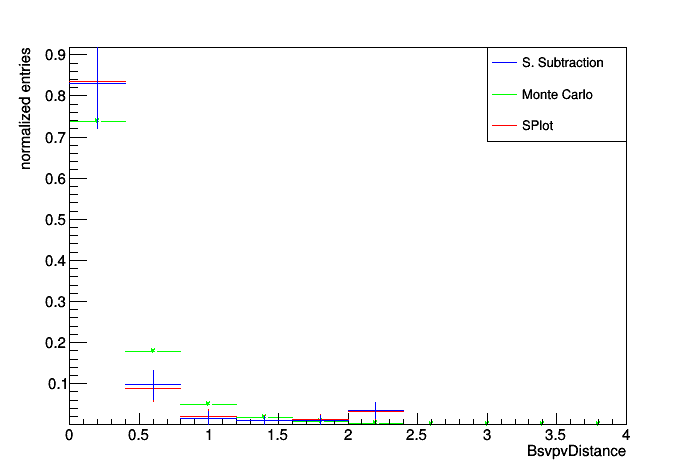 normalized entries
0.9
0.8
0.7
0.6
0.5
0.4
0.3
0.2
0.1
S. Subtraction
Monte Carlo
SPlot
0 0.5 1 1.5 2 2.5 3 3.5 4
BsvpvDistance